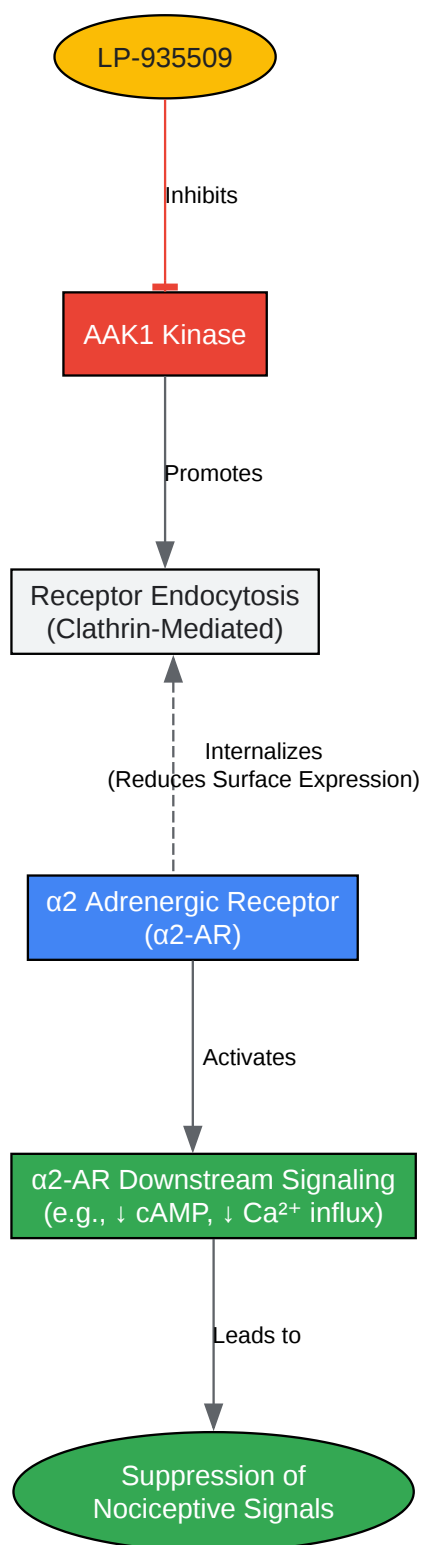 LP-935509
Inhibits
AAK1 Kinase
Promotes
Receptor Endocytosis
(Clathrin-Mediated)
Internalizes
(Reduces Surface Expression)
α2 Adrenergic Receptor
(α2-AR)
Activates
α2-AR Downstream Signaling
(e.g., ↓ cAMP, ↓ Ca²⁺ influx)
Leads to
Suppression of
Nociceptive Signals